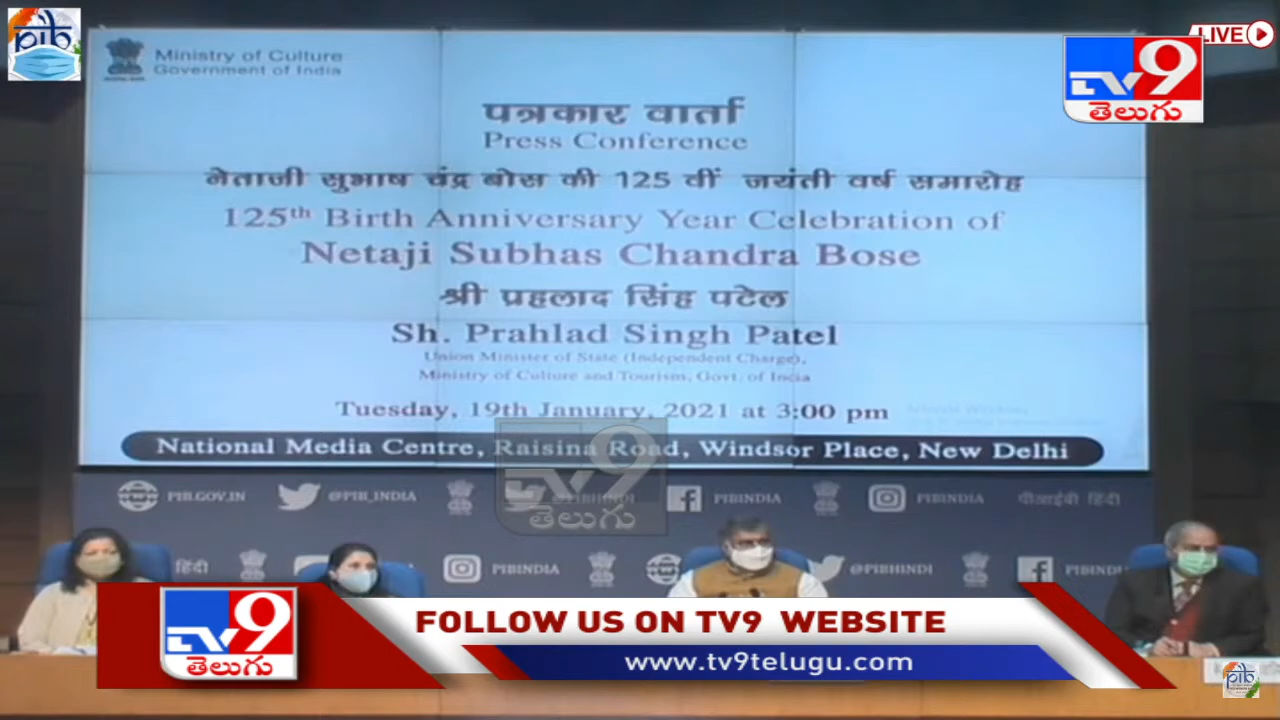 pib
LIVE
TV9
తెలుగు
Ministry of Culture
Government of India
पत्रकार वार्ता
Press Conference
नेताजी सुभाष चंद्र बोस की 125 वीं जयंती वर्ष समारोह
125th Birth Anniversary Year Celebration of
Netaji Subhas Chandra Bose
श्री प्रहलाद सिंह पटेल
Sh. Prahlad Singh Patel
Union Minister of State (Independent Charge),
Ministry of Culture and Tourism, Govt. of India
Tuesday, 19th January, 2021 at 3:00 pm
National Media Centre, Raisina Road, Windsor Place, New Delhi
TV9
తెలుగు
PIB.GOV.IN @PIB_INDIA @PIBHINDI PIBINDIA PIBINDIA पीआईबी हिंदी
हिंदी PIBINDIA @PIBHINDI PIBINDI
TV9
తెలుగు
FOLLOW US ON TV9 WEBSITE
www.tv9telugu.com
pib